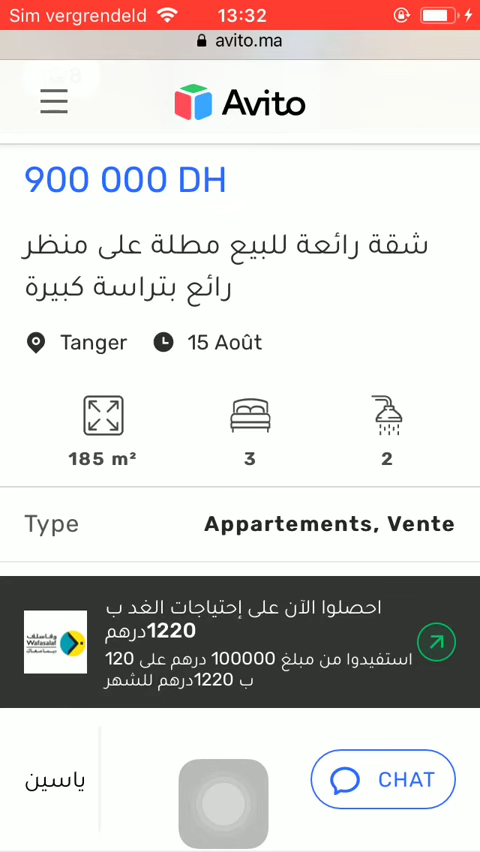 Sim vergrendeld 13:32
avito.ma
Avito
900 000 DH
شقة رائعة للبيع مطلة على منظر
رائع بتراسة كبيرة
Tanger 15 Août
185 m² 3 2
Type Appartements, Vente
احصلوا الآن على إحتياجات الغد ب
1220درهم
استفيدوا من مبلغ 100000 درهم على 120
ب 1220درهم للشهر
وفاسلف
Wafasalaf
ياسين
CHAT